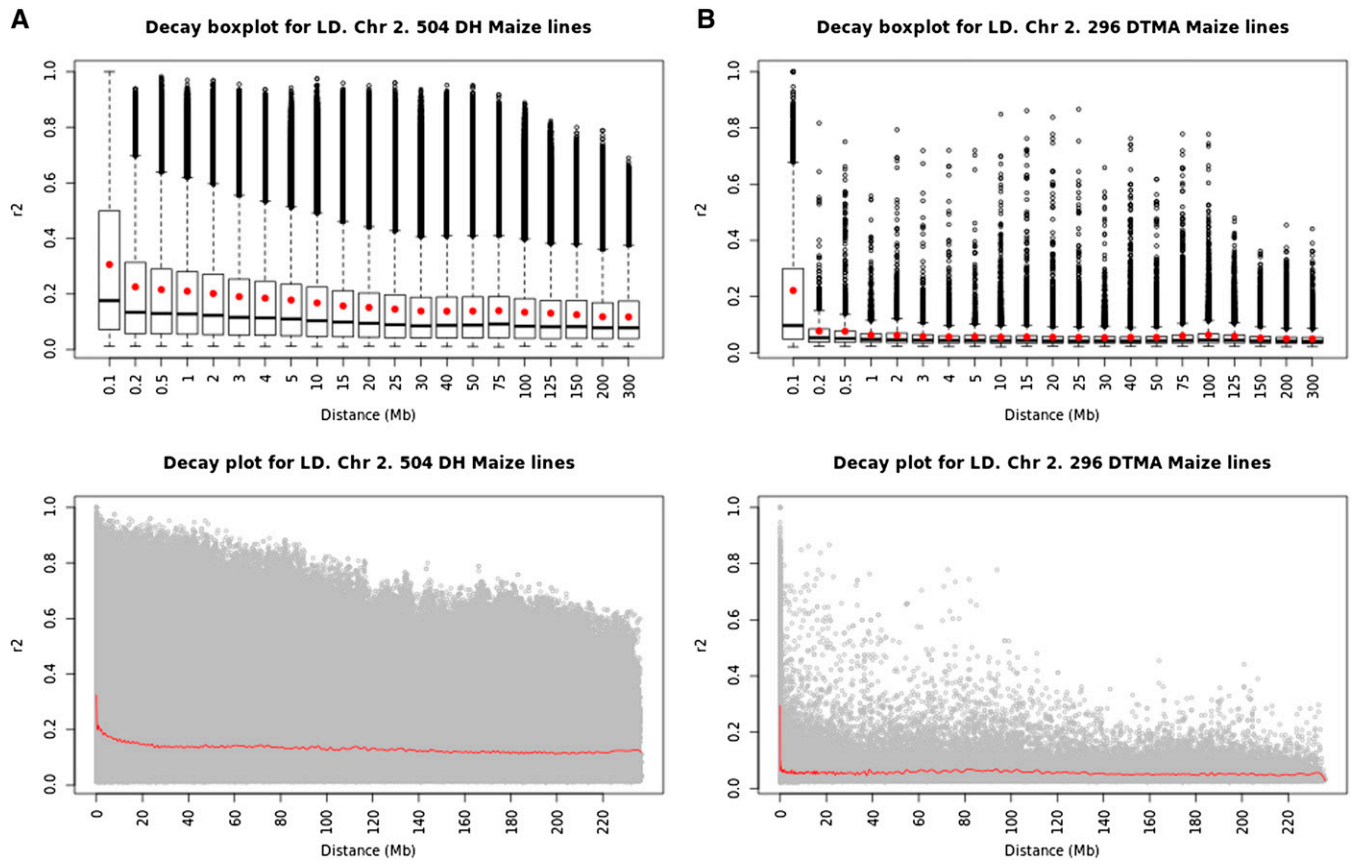 A
Decay boxplot for LD. Chr 2. 504 DH Maize lines
r2
1.0
0.8
0.6
0.4
0.2
0.0
0.1 0.2 0.5 1 2 3 4 5 10 15 20 25 30 40 50 75 100 125 150 200 300
Distance (Mb)
B
Decay boxplot for LD. Chr 2. 296 DTMA Maize lines
r2
1.0
0.8
0.6
0.4
0.2
0.0
0.1 0.2 0.5 1 2 3 4 5 10 15 20 25 30 40 50 75 100 125 150 200 300
Distance (Mb)
Decay plot for LD. Chr 2. 504 DH Maize lines
r2
1.0
0.8
0.6
0.4
0.2
0.0
0 20 40 60 80 100 120 140 160 180 200 220
Distance (Mb)
Decay plot for LD. Chr 2. 296 DTMA Maize lines
r2
1.0
0.8
0.6
0.4
0.2
0.0
0 20 40 60 80 100 120 140 160 180 200 220
Distance (Mb)